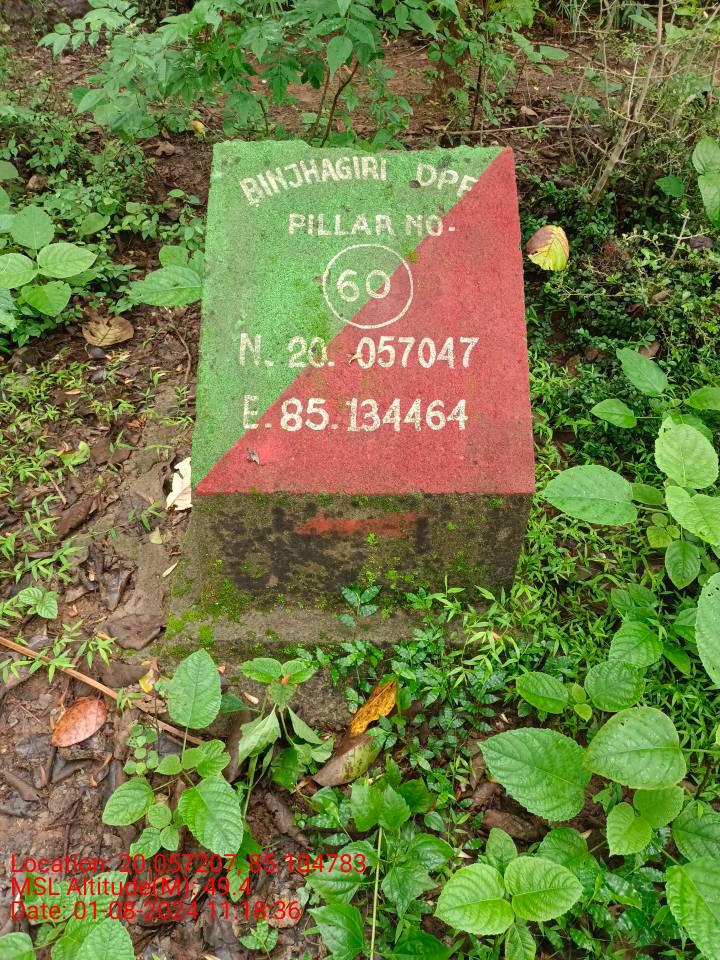 BINJHAGIRI DPF
PILLAR NO-
60
N. 20. 057047
E. 85. 134464
Location: 20.057207, 85.134783
MSL Altitude(M): 49.4
Date: 01-08-2024 11:18:36